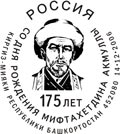 РОССИЯ
СО ДНЯ РОЖДЕНИЯ МИФТАХЕТДИНА АКМУЛЛЫ
175 ЛЕТ
КИРГИЗ-МИЯКИ РЕСПУБЛИКИ БАШКОРТОСТАН 452080 14-12-2006